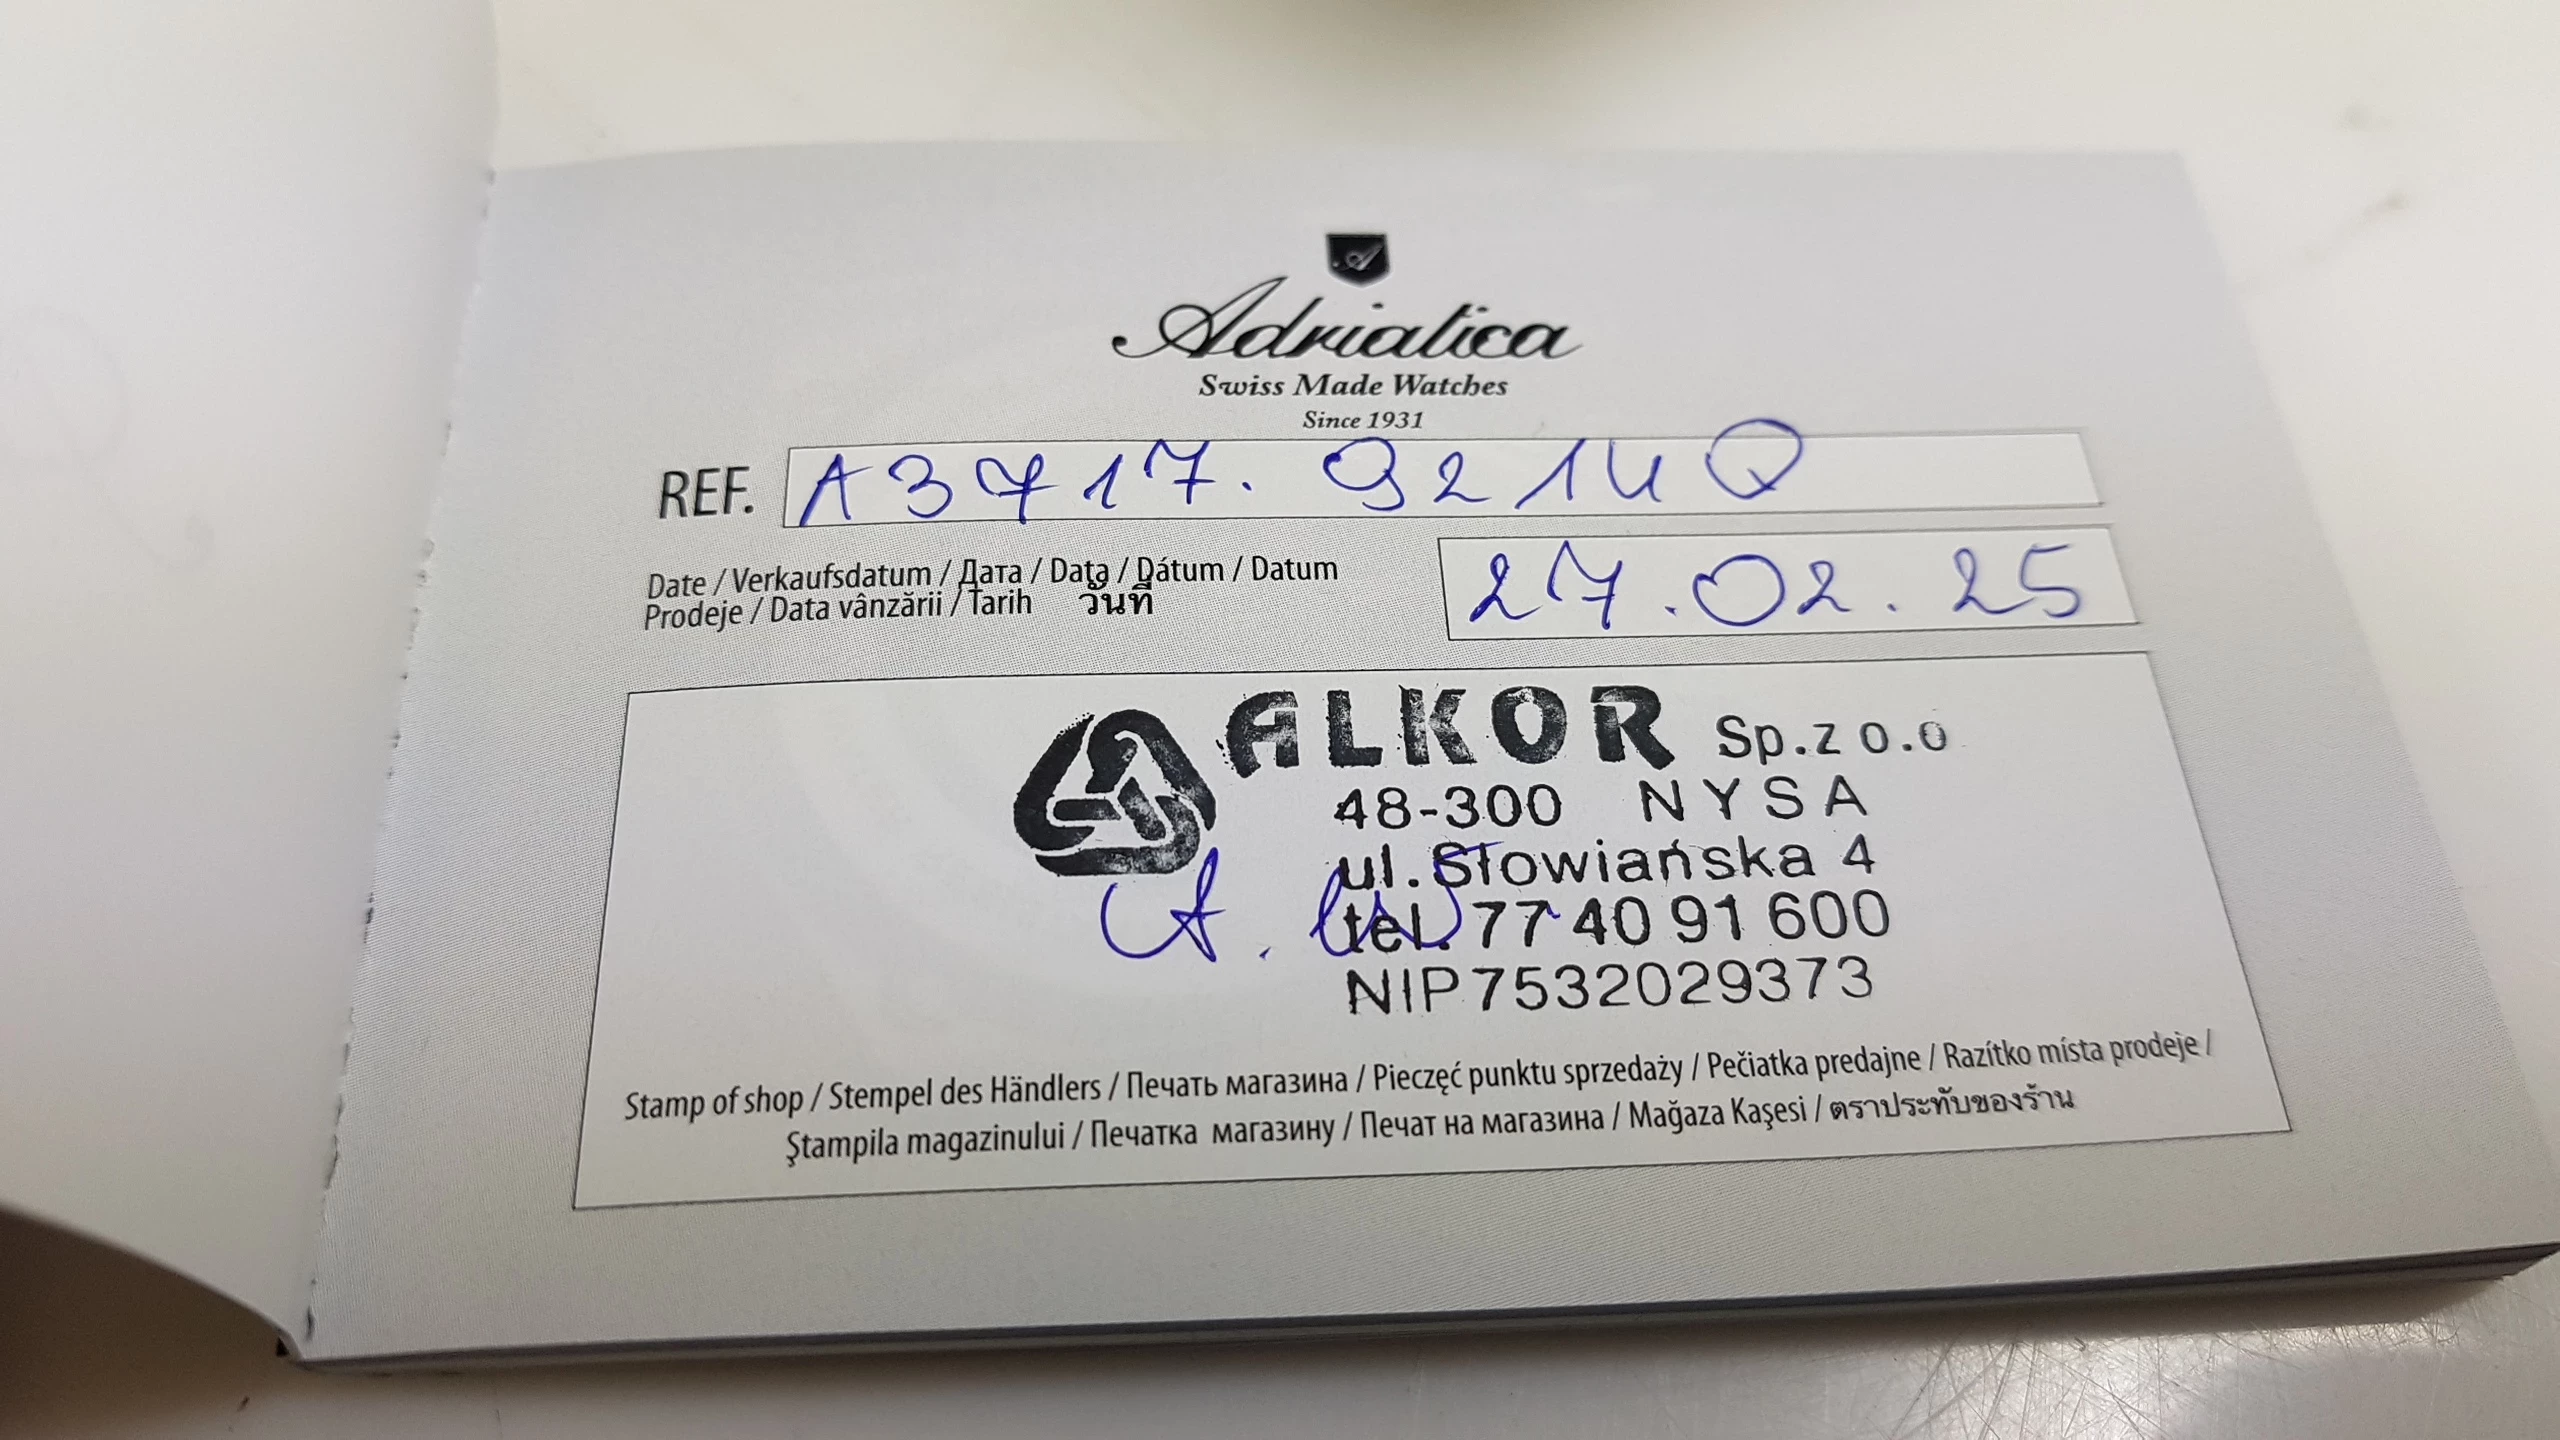 Adriatica
Swiss Made Watches
Since 1931
REF. A3717.9214Q
Date / Verkaufsdatum / Дата / Data / Dátum / Datum
Prodeje / Data vânzării / Tarih วันที่
27.02.25
ALKOR Sp.z o.o
48-300 NYSA
ul.Słowiańska 4
tel. 77 40 91 600
NIP7532029373
Stamp of shop / Stempel des Händlers / Печать магазина / Pieczęć punktu sprzedaży / Pečiatka predajne / Razítko místa prodeje /
Ştampila magazinului / Печатка магазину / Печат на магазина / Mağaza Kaşesi / ตราประทับของร้าน